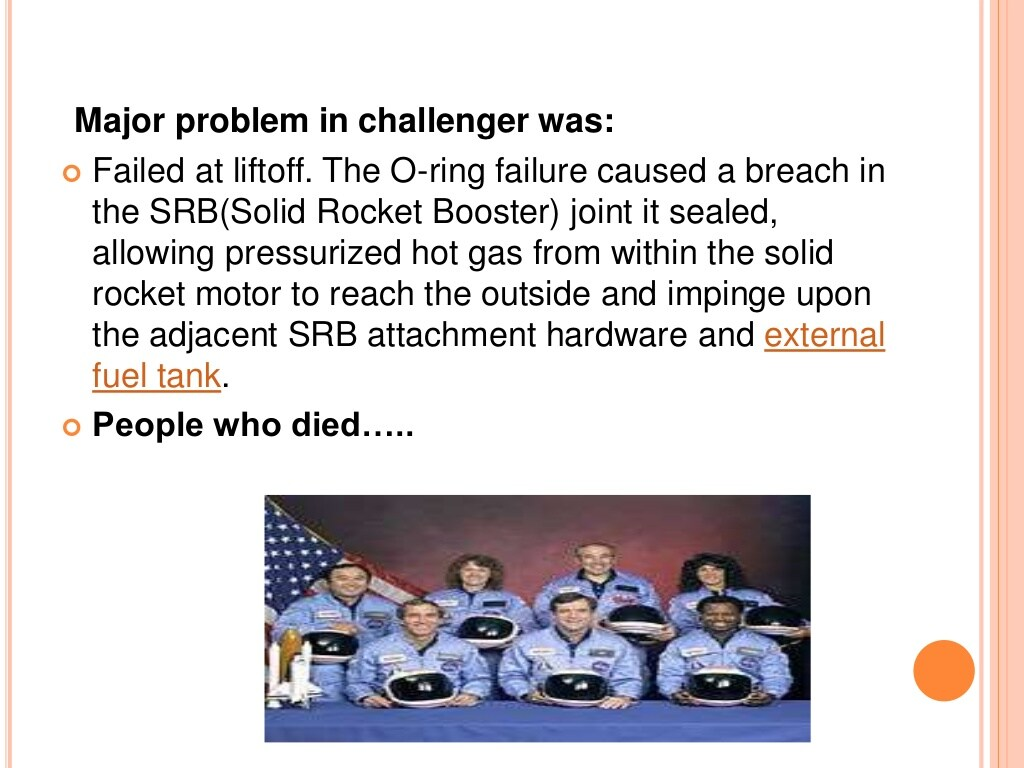 Major problem in challenger was:
Failed at liftoff. The O-ring failure caused a breach in
the SRB(Solid Rocket Booster) joint it sealed,
allowing pressurized hot gas from within the solid
rocket motor to reach the outside and impinge upon
the adjacent SRB attachment hardware and external
fuel tank.
People who died.....